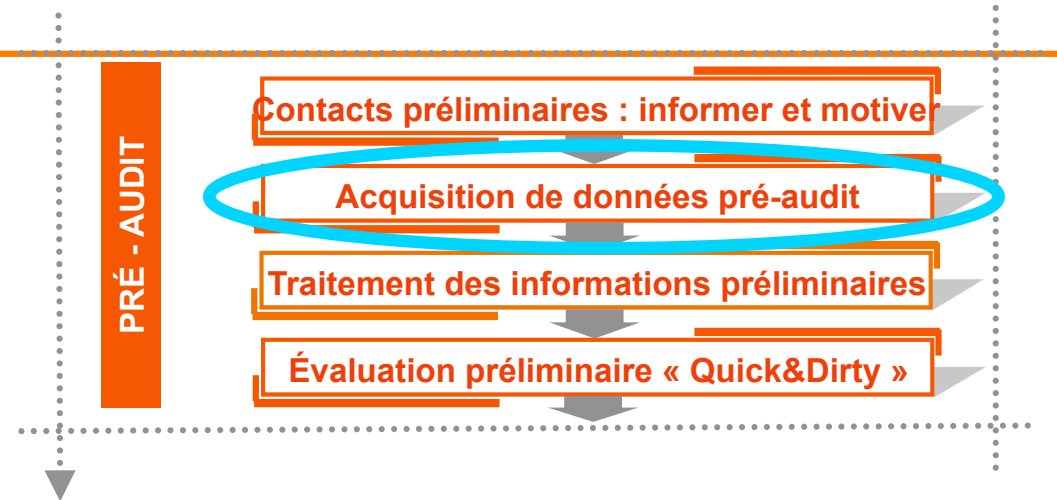 PRÉ - AUDIT
Contacts préliminaires : informer et motiver
Acquisition de données pré-audit
Traitement des informations préliminaires
Évaluation préliminaire « Quick&Dirty »